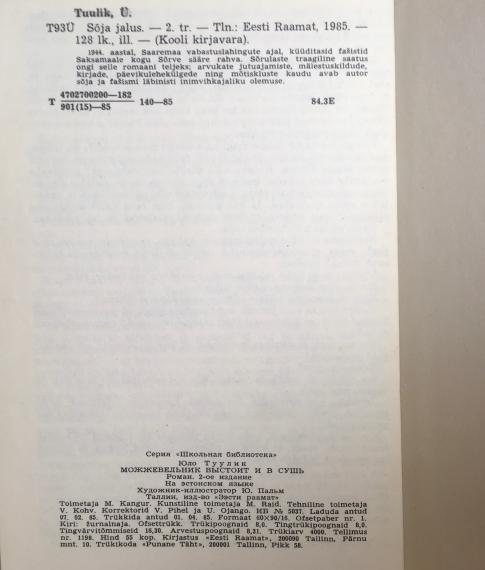 Tuulik, Ü.
T93Ü Sõja jalus. — 2. tr. — Tln.: Eesti Raamat, 1985. —
128 lk., ill. — (Kooli kirjavara).
1944. aastal, Saaremaa vabastuslahingute ajal, küüditasid fašistid
Saksamaale kogu Sõrve sääre rahva. Sõrulaste traagiline saatus
ongi selle romaani teljeks; arvukate jutuajamiste, mälestuskildude,
kirjade, päevikulehekülgede ning mõtiskluste kaudu avab autor
sõja ja fašismi läbinisti inimvihkajaliku olemuse.
T 4702700200—182
901(15)—85 140—85 84.3E
Серия «Школьная библиотека»
Юло Туулик
МОЖЖЕВЕЛЬНИК ВЫСТОИТ И В СУШЬ
Роман. 2-ое издание
На эстонском языке
Художник-иллюстратор Ю. Пальм
Таллин, изд-во «Ээсти раамат»
Toimetaja M. Kangur. Kunstiline toimetaja M. Raid. Tehniline toimetaja
V. Kohv. Korrektorid V. Pihel ja U. Ojango. ИБ № 5037. Laduda antud
07. 02. 85. Trükkida antud 01. 04. 85. Formaat 60×90/16. Ofsetpaber nr. 1.
Kiri: žurnalnaja. Ofsettrükk. Trükipoognaid 8,0. Tingtrükipoognaid 8,0.
Tingvärvitõmmiseid 16,30. Arvestuspoognaid 8,31. Trükiarv 4000. Tellimus
nr. 1198. Hind 55 kop. Kirjastus «Eesti Raamat», 200090 Tallinn, Pärnu
mnt. 10. Trükikoda «Punane Täht», 200001 Tallinn, Pikk 58.